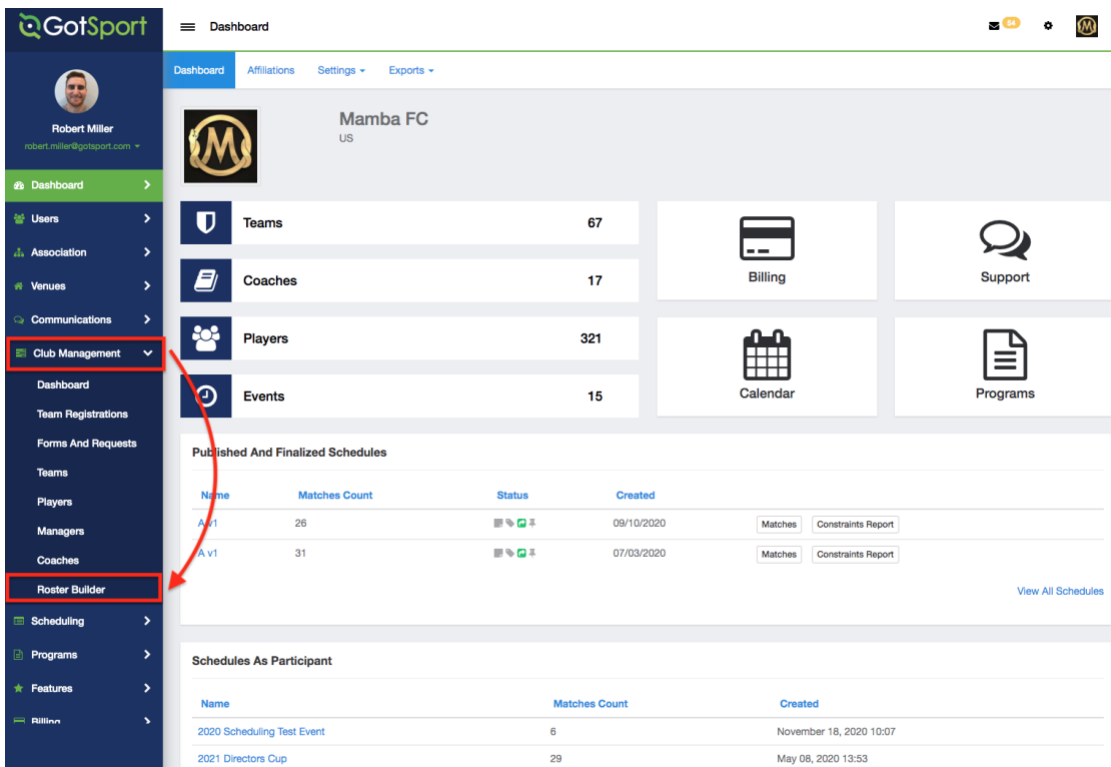 GotSport
Dashboard
54
Robert Miller
robert.miller@gotsport.com
Dashboard
Users
Association
Venues
Communications
Club Management
Dashboard
Team Registrations
Forms And Requests
Teams
Players
Managers
Coaches
Roster Builder
Scheduling
Programs
Features
Billing
Dashboard Affiliations Settings Exports
M
Mamba FC
US
Teams 67
Coaches 17
Players 321
Events 15
Billing
Support
Calendar
Programs
Published And Finalized Schedules
Name Matches Count Status Created
A v1 26 09/10/2020 Matches Constraints Report
A v1 31 07/03/2020 Matches Constraints Report
View All Schedules
Schedules As Participant
Name Matches Count Created
2020 Scheduling Test Event 6 November 18, 2020 10:07
2021 Directors Cup 29 May 08, 2020 13:53